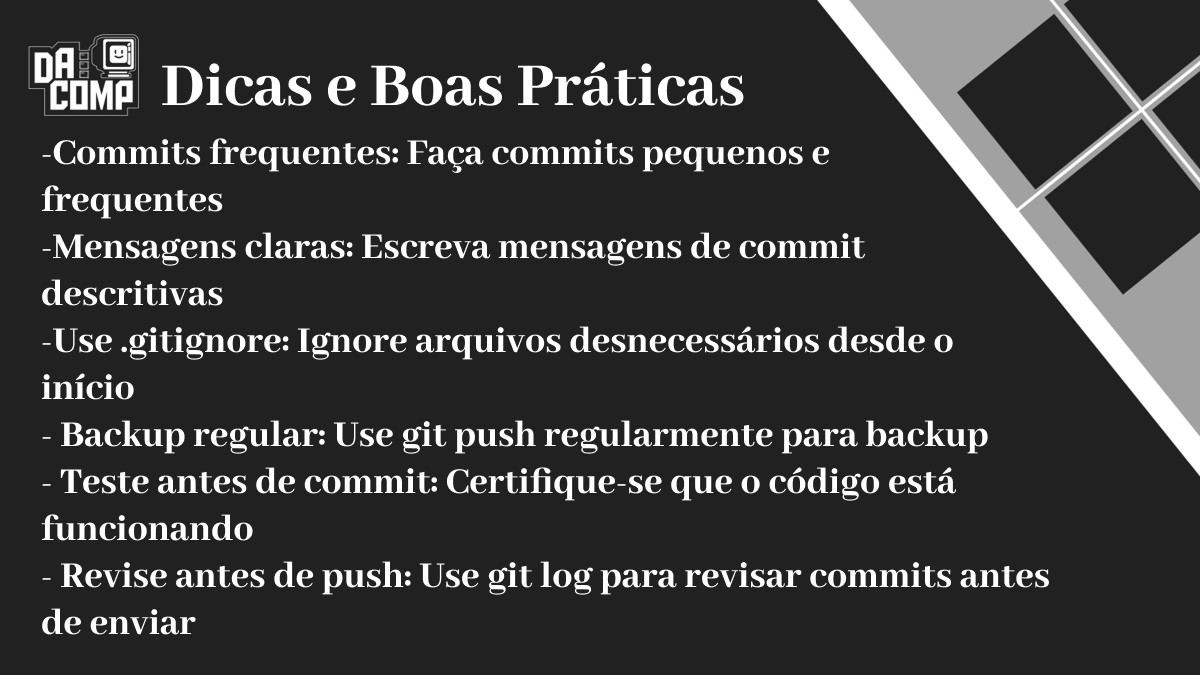 DA
COMP
Dicas e Boas Práticas
-Commits frequentes: Faça commits pequenos e
frequentes
-Mensagens claras: Escreva mensagens de commit
descritivas
-Use .gitignore: Ignore arquivos desnecessários desde o
início
- Backup regular: Use git push regularmente para backup
- Teste antes de commit: Certifique-se que o código está
funcionando
- Revise antes de push: Use git log para revisar commits antes
de enviar